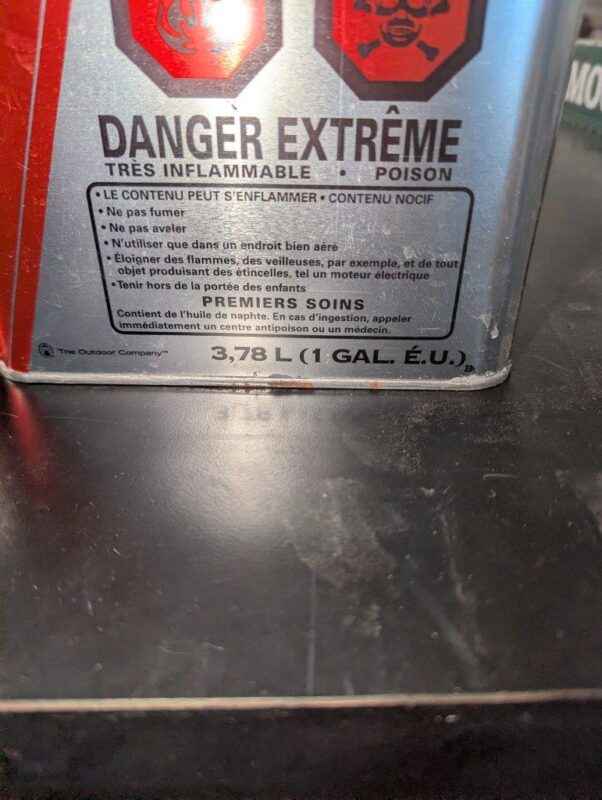 DANGER EXTRÊME
TRÈS INFLAMMABLE • POISON
• LE CONTENU PEUT S'ENFLAMMER • CONTENU NOCIF
• Ne pas fumer
• Ne pas avaler
• N'utiliser que dans un endroit bien aéré
• Éloigner des flammes, des veilleuses, par exemple, et de tout
objet produisant des étincelles, tel un moteur électrique
• Tenir hors de la portée des enfants
PREMIERS SOINS
Contient de l'huile de naphte. En cas d'ingestion, appeler
immédiatement un centre antipoison ou un médecin.
The Outdoor Company™
3,78 L (1 GAL. É.U.)